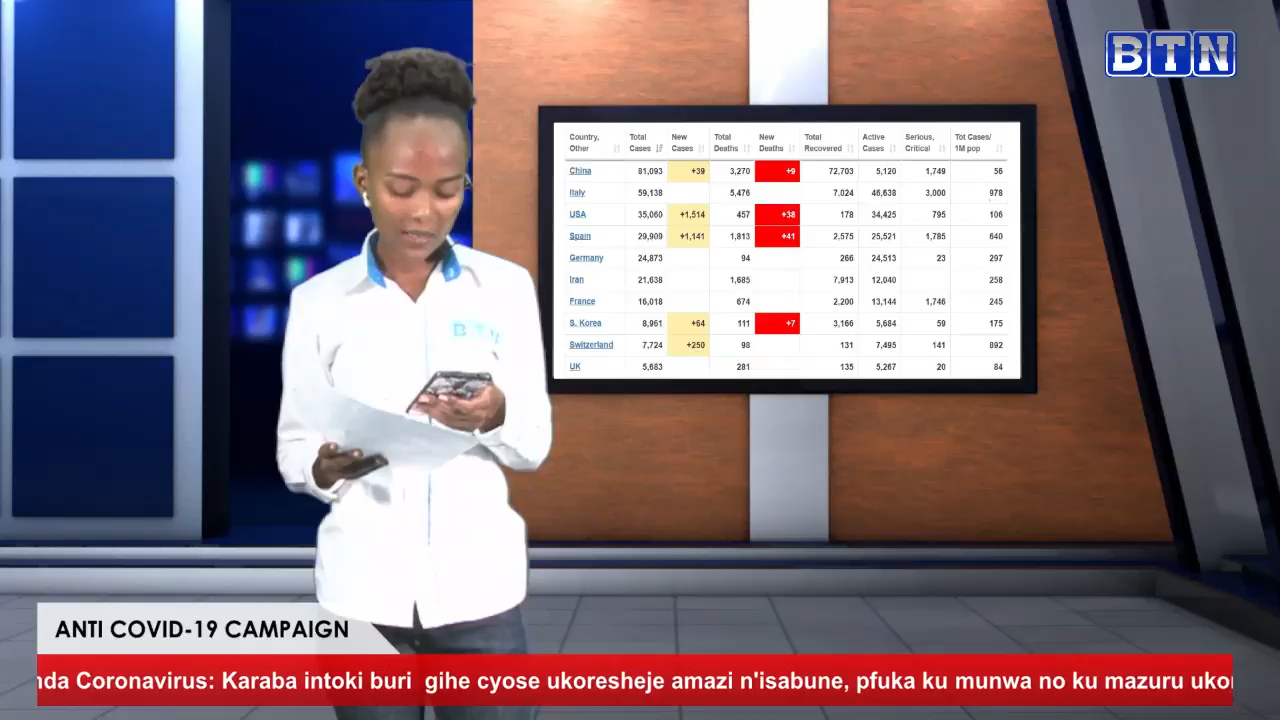 BTN
Country, Other Total Cases New Cases Total Deaths New Deaths Total Recovered Active Cases Serious, Critical Tot Cases/ 1M pop
China 81,093 +39 3,270 +9 72,703 5,120 1,749 56
Italy 59,138 5,476 7,024 46,638 3,000 978
USA 35,060 +1,514 457 +38 178 34,425 795 106
Spain 29,909 +1,141 1,813 +41 2,575 25,521 1,785 640
Germany 24,873 94 266 24,513 23 297
Iran 21,638 1,685 7,913 12,040 258
France 16,018 674 2,200 13,144 1,746 245
S. Korea 8,961 +64 111 +7 3,166 5,684 59 175
Switzerland 7,724 +250 98 131 7,495 141 892
UK 5,683 281 135 5,267 20 84
BTN
ANTI COVID-19 CAMPAIGN
nda Coronavirus: Karaba intoki buri gihe cyose ukoresheje amazi n'isabune, pfuka ku munwa no ku mazuru uko